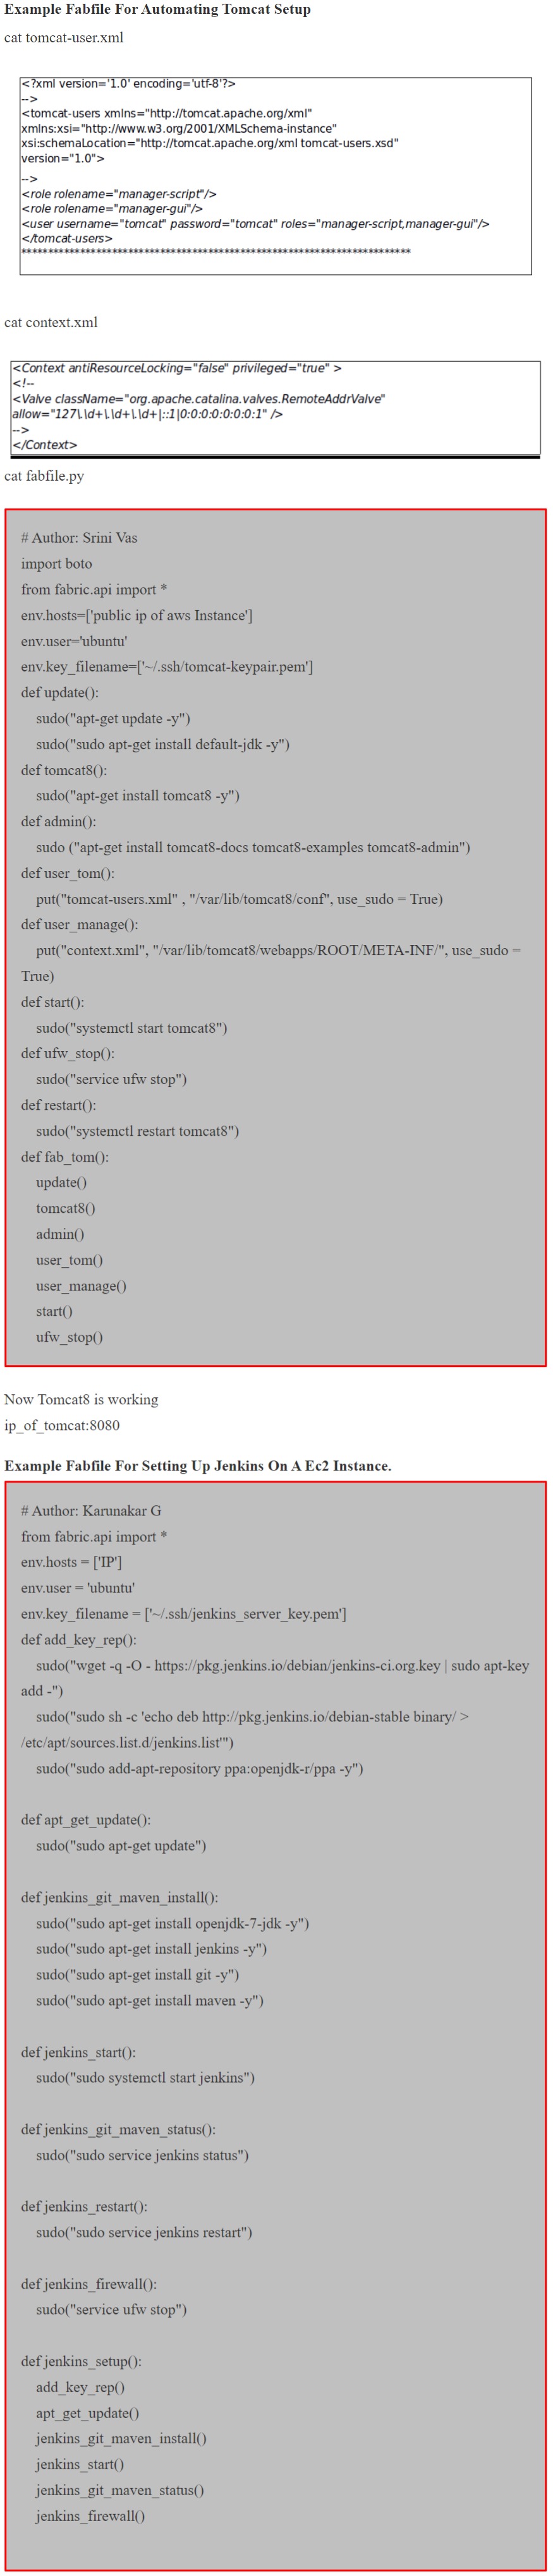 Example Fabfile For Automating Tomcat Setup
cat tomcat-user.xml
<?xml version='1.0' encoding='utf-8'?>
-->
<tomcat-users xmlns="http://tomcat.apache.org/xml"
xmlns:xsi="http://www.w3.org/2001/XMLSchema-instance"
xsi:schemaLocation="http://tomcat.apache.org/xml tomcat-users.xsd"
version="1.0">
-->
<role rolename="manager-script"/>
<role rolename="manager-gui"/>
<user username="tomcat" password="tomcat" roles="manager-script,manager-gui"/>
</tomcat-users>
*************************************************************************
cat context.xml
<Context antiResourceLocking="false" privileged="true" >
<!--
<Valve className="org.apache.catalina.valves.RemoteAddrValve"
allow="127\.\d+\.\d+\.\d+|::1|0:0:0:0:0:0:0:1" />
-->
</Context>
cat fabfile.py
# Author: Srini Vas
import boto
from fabric.api import *
env.hosts=['public ip of aws Instance']
env.user='ubuntu'
env.key_filename=['~/.ssh/tomcat-keypair.pem']
def update():
sudo("apt-get update -y")
sudo("sudo apt-get install default-jdk -y")
def tomcat8():
sudo("apt-get install tomcat8 -y")
def admin():
sudo ("apt-get install tomcat8-docs tomcat8-examples tomcat8-admin")
def user_tom():
put("tomcat-users.xml" , "/var/lib/tomcat8/conf", use_sudo = True)
def user_manage():
put("context.xml", "/var/lib/tomcat8/webapps/ROOT/META-INF/", use_sudo =
True)
def start():
sudo("systemctl start tomcat8")
def ufw_stop():
sudo("service ufw stop")
def restart():
sudo("systemctl restart tomcat8")
def fab_tom():
update()
tomcat8()
admin()
user_tom()
user_manage()
start()
ufw_stop()
Now Tomcat8 is working
ip_of_tomcat:8080
Example Fabfile For Setting Up Jenkins On A Ec2 Instance.
# Author: Karunakar G
from fabric.api import *
env.hosts = ['IP']
env.user = 'ubuntu'
env.key_filename = ['~/.ssh/jenkins_server_key.pem']
def add_key_rep():
sudo("wget -q -O - https://pkg.jenkins.io/debian/jenkins-ci.org.key | sudo apt-key
add -")
sudo("sudo sh -c 'echo deb http://pkg.jenkins.io/debian-stable binary/ >
/etc/apt/sources.list.d/jenkins.list'")
sudo("sudo add-apt-repository ppa:openjdk-r/ppa -y")
def apt_get_update():
sudo("sudo apt-get update")
def jenkins_git_maven_install():
sudo("sudo apt-get install openjdk-7-jdk -y")
sudo("sudo apt-get install jenkins -y")
sudo("sudo apt-get install git -y")
sudo("sudo apt-get install maven -y")
def jenkins_start():
sudo("sudo systemctl start jenkins")
def jenkins_git_maven_status():
sudo("sudo service jenkins status")
def jenkins_restart():
sudo("sudo service jenkins restart")
def jenkins_firewall():
sudo("service ufw stop")
def jenkins_setup():
add_key_rep()
apt_get_update()
jenkins_git_maven_install()
jenkins_start()
jenkins_git_maven_status()
jenkins_firewall()